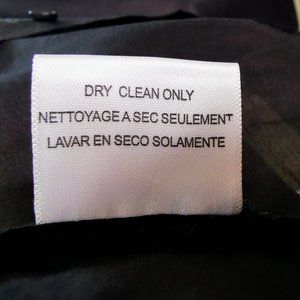 DRY CLEAN ONLY
NETTOYAGE A SEC SEULEMENT
LAVAR EN SECO SOLAMENTE